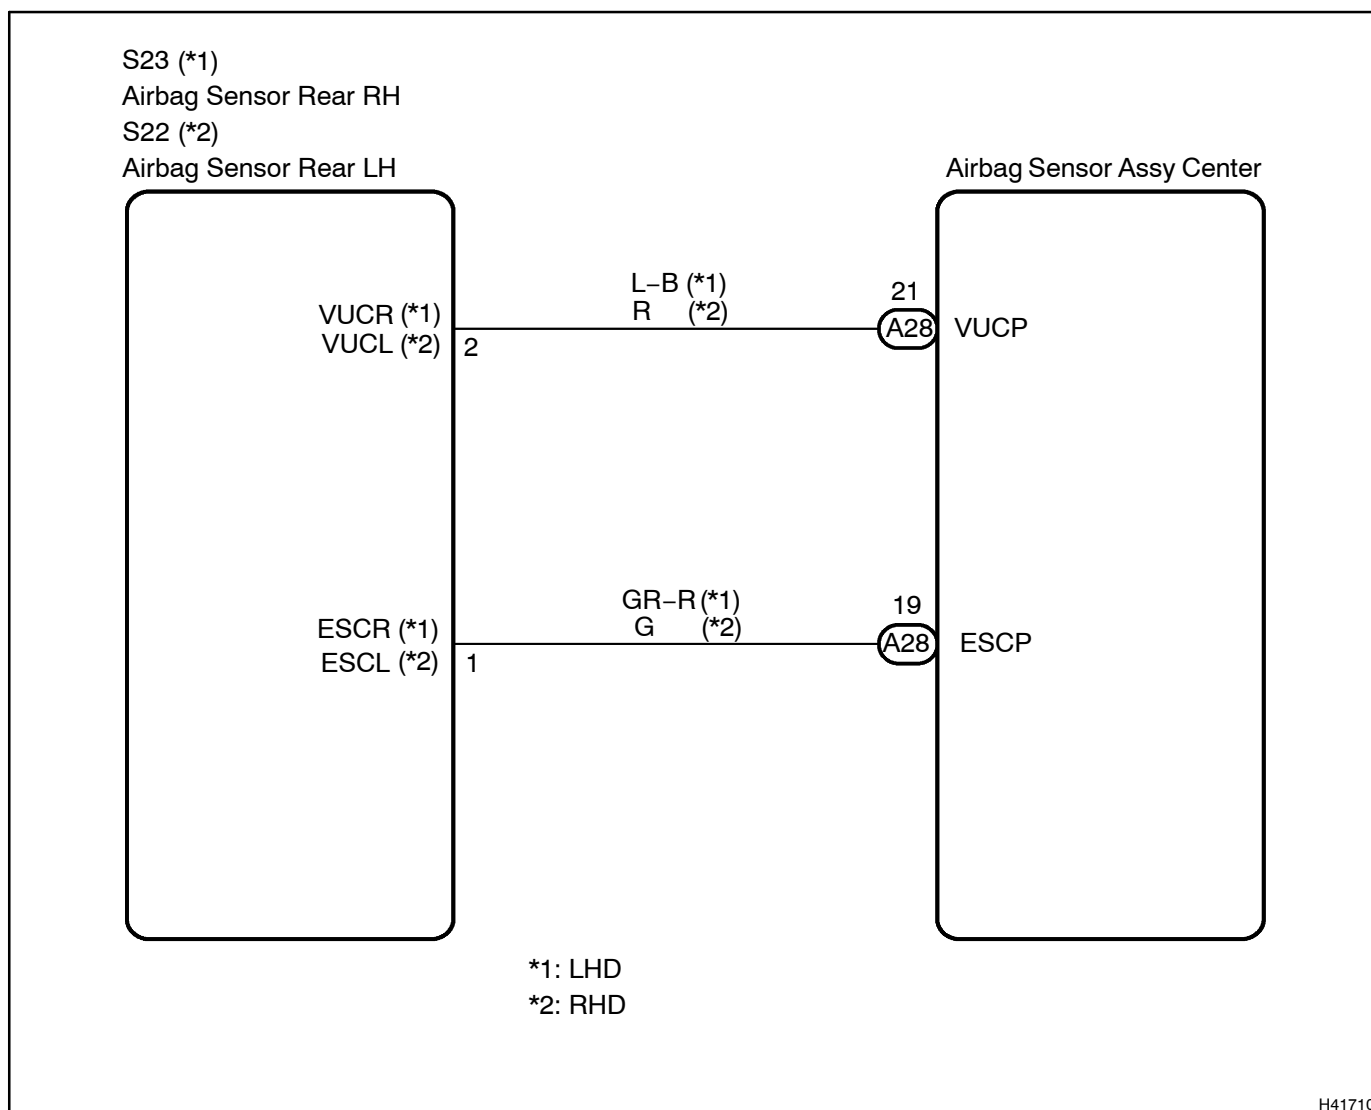 S23 (*1)
Airbag Sensor Rear RH
S22 (*2)
Airbag Sensor Rear LH
Airbag Sensor Assy Center
L−B (*1)
R (*2)
21
VUCR (*1)
A28
VUCP
VUCL (*2)
2
GR−R (*1)
G (*2)
19
ESCR (*1)
A28
ESCP
ESCL (*2)
1
*1: LHD
*2: RHD
H41710